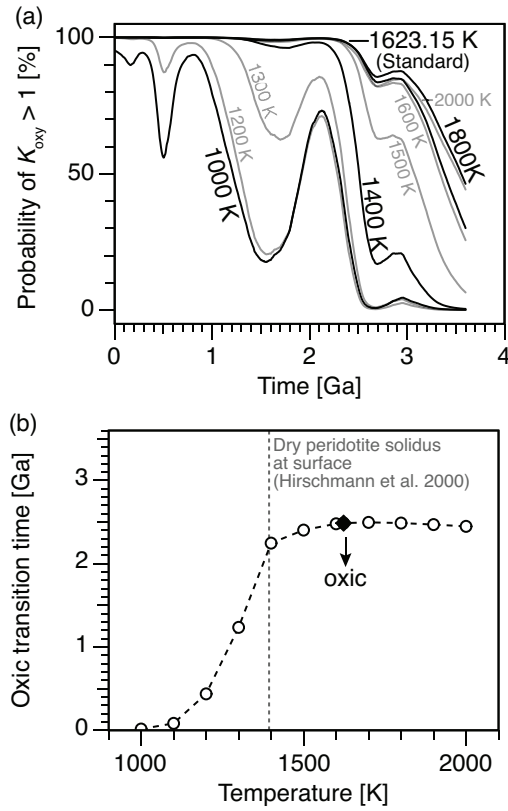 (a)
100
50
0
Probability of Koxy > 1 [%]
1623.15 K
(Standard)
2000 K
1800K
1600 K
1500 K
1400 K
1300 K
1200 K
1000 K
0
1
2
3
4
Time [Ga]
(b)
3
2
1
0
Oxic transition time [Ga]
Dry peridotite solidus
at surface
(Hirschmann et al. 2000)
oxic
1000
1500
2000
Temperature [K]